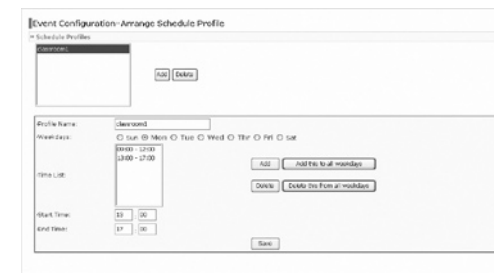 Event Configuration-Arrange Schedule Profile
Schedule Profiles
classroom1
Add Delete
Profile Name: classroom1
Weekdays: Sun Mon Tue Wed Thr Fri Sat
09:00 - 12:00
13:00 - 17:00
Add Add this to all weekdays
Time List:
Delete Delete this from all weekdays
Start Time: 13 : 00
End Time: 17 : 00
Save